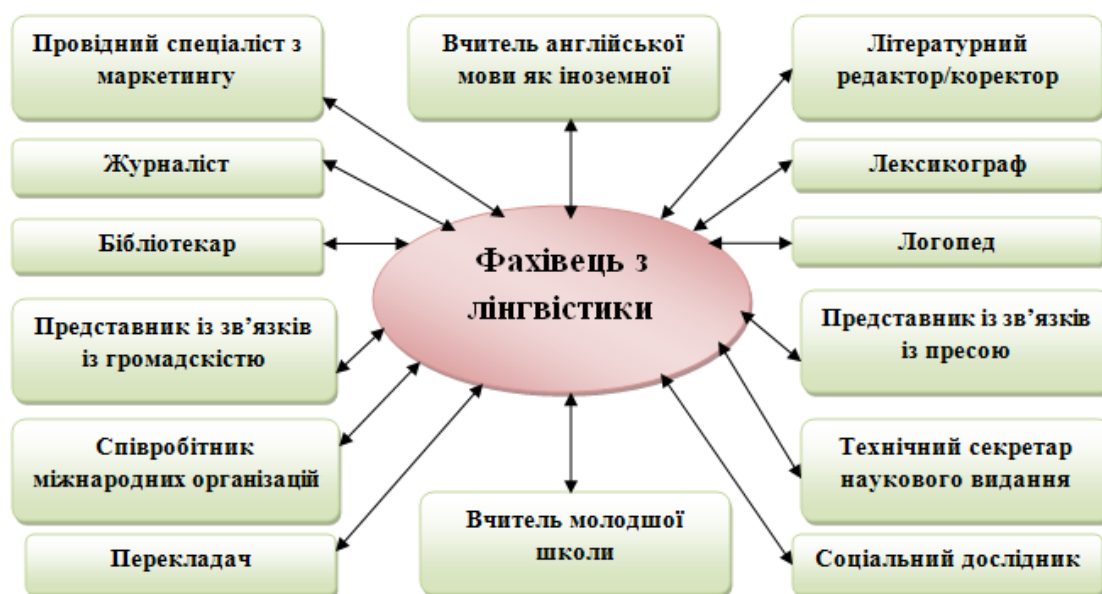 Провідний спеціаліст з
маркетингу
Вчитель англійської
мови як іноземної
Літературний
редактор/коректор
Журналіст
Лексикограф
Бібліотекар
Логопед
Фахівець з
лінгвістики
Представник із зв’язків
із громадскістю
Представник із зв’язків
із пресою
Співробітник
міжнародних організацій
Технічний секретар
наукового видання
Вчитель молодшої
школи
Перекладач
Соціальний дослідник